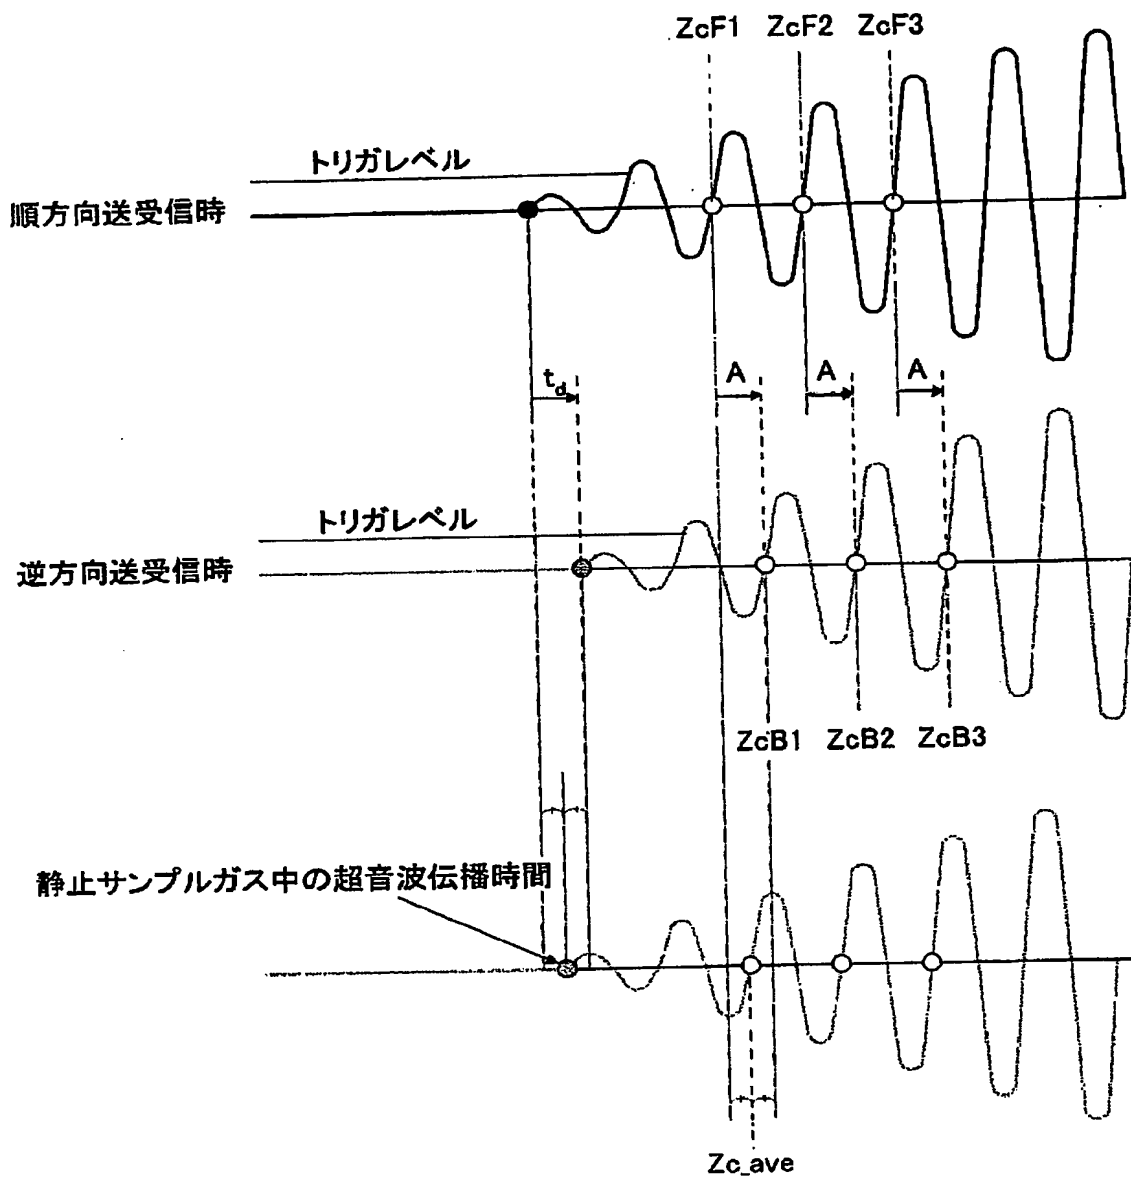 ZcF1 ZcF2 ZcF3
トリガレベル
順方向送受信時
td A A A
トリガレベル
逆方向送受信時
ZcB1 ZcB2 ZcB3
静止サンプルガス中の超音波伝播時間
Zc_ave